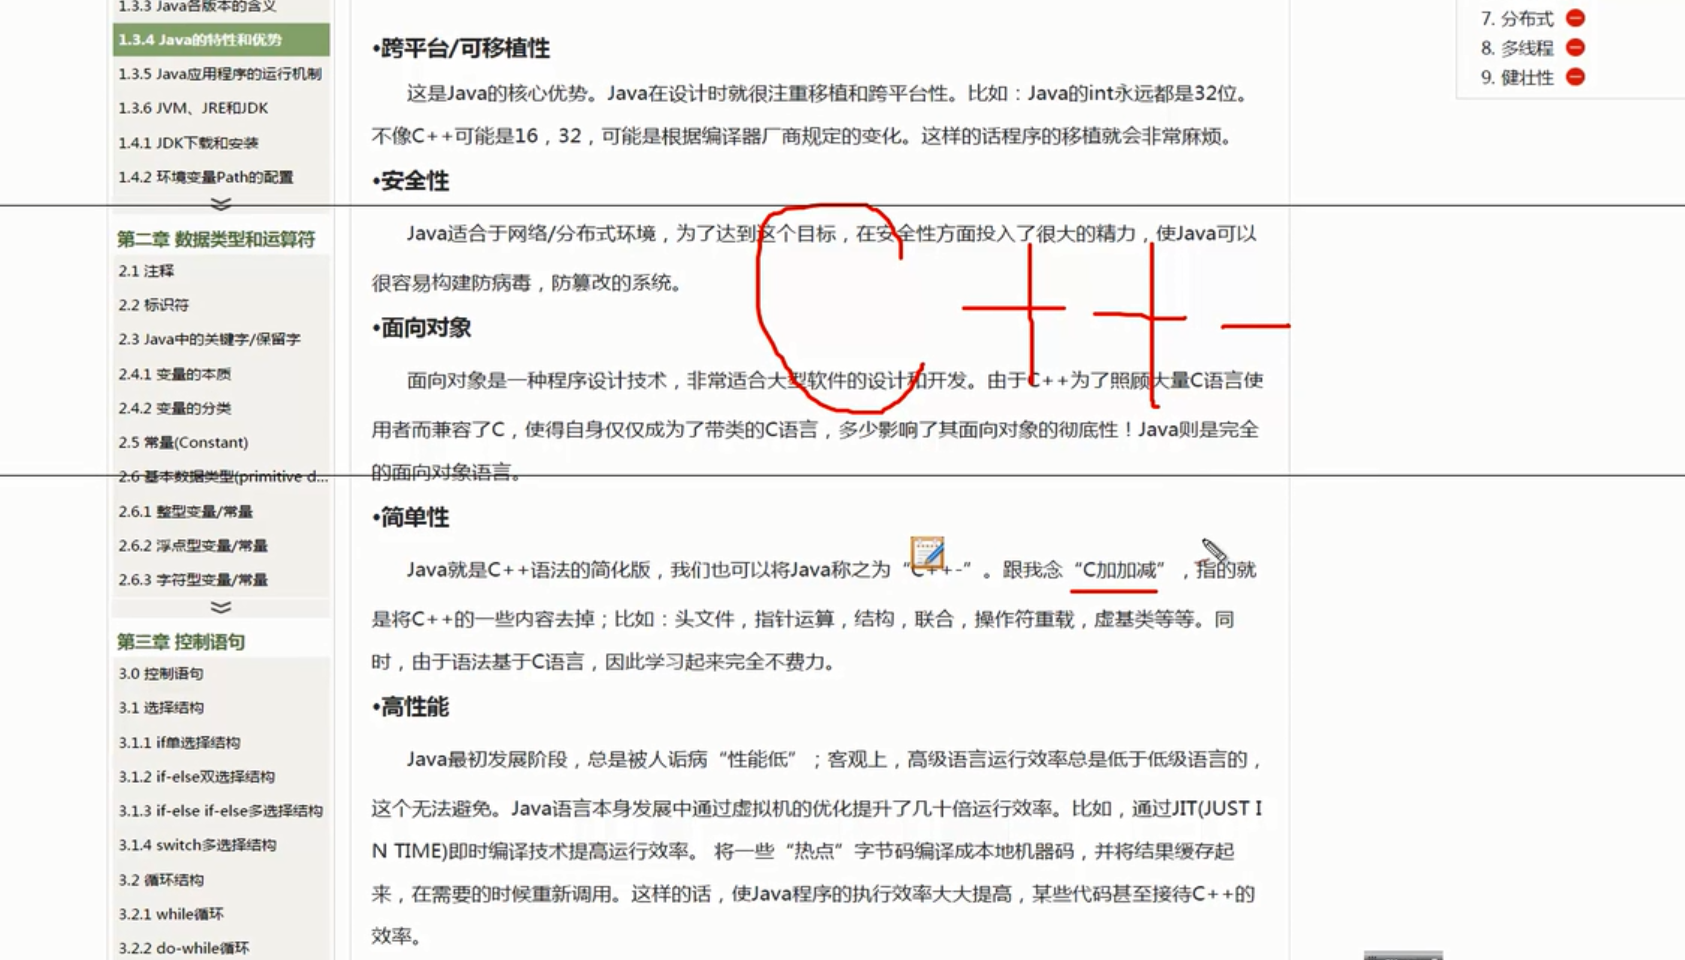 1.3.3 Java各版本的含义
1.3.4 Java的特性和优势
1.3.5 Java应用程序的运行机制
1.3.6 JVM、JRE和JDK
1.4.1 JDK下载和安装
1.4.2 环境变量Path的配置
第二章 数据类型和运算符
2.1 注释
2.2 标识符
2.3 Java中的关键字/保留字
2.4.1 变量的本质
2.4.2 变量的分类
2.5 常量(Constant)
2.6 基本数据类型(primitive d...
2.6.1 整型变量/常量
2.6.2 浮点型变量/常量
2.6.3 字符型变量/常量
第三章 控制语句
3.0 控制语句
3.1 选择结构
3.1.1 if单选择结构
3.1.2 if-else双选择结构
3.1.3 if-else if-else多选择结构
3.1.4 switch多选择结构
3.2 循环结构
3.2.1 while循环
3.2.2 do-while循环
•跨平台/可移植性
这是Java的核心优势。Java在设计时就很注重移植和跨平台性。比如：Java的int永远都是32位。
不像C++可能是16，32，可能是根据编译器厂商规定的变化。这样的话程序的移植就会非常麻烦。
•安全性
Java适合于网络/分布式环境，为了达到这个目标，在安全性方面投入了很大的精力，使Java可以
很容易构建防病毒，防篡改的系统。
•面向对象
面向对象是一种程序设计技术，非常适合大型软件的设计和开发。由于C++为了照顾大量C语言使
用者而兼容了C，使得自身仅仅成为了带类的C语言，多少影响了其面向对象的彻底性！Java则是完全
的面向对象语言。
C++-
•简单性
Java就是C++语法的简化版，我们也可以将Java称之为“C++-”。跟我念“C加加减”，指的就
是将C++的一些内容去掉；比如：头文件，指针运算，结构，联合，操作符重载，虚基类等等。同
时，由于语法基于C语言，因此学习起来完全不费力。
•高性能
Java最初发展阶段，总是被人诟病“性能低”；客观上，高级语言运行效率总是低于低级语言的，
这个无法避免。Java语言本身发展中通过虚拟机的优化提升了几十倍运行效率。比如，通过JIT(JUST I
N TIME)即时编译技术提高运行效率。 将一些“热点”字节码编译成本地机器码，并将结果缓存起
来，在需要的时候重新调用。这样的话，使Java程序的执行效率大大提高，某些代码甚至接待C++的
效率。
7. 分布式
8. 多线程
9. 健壮性